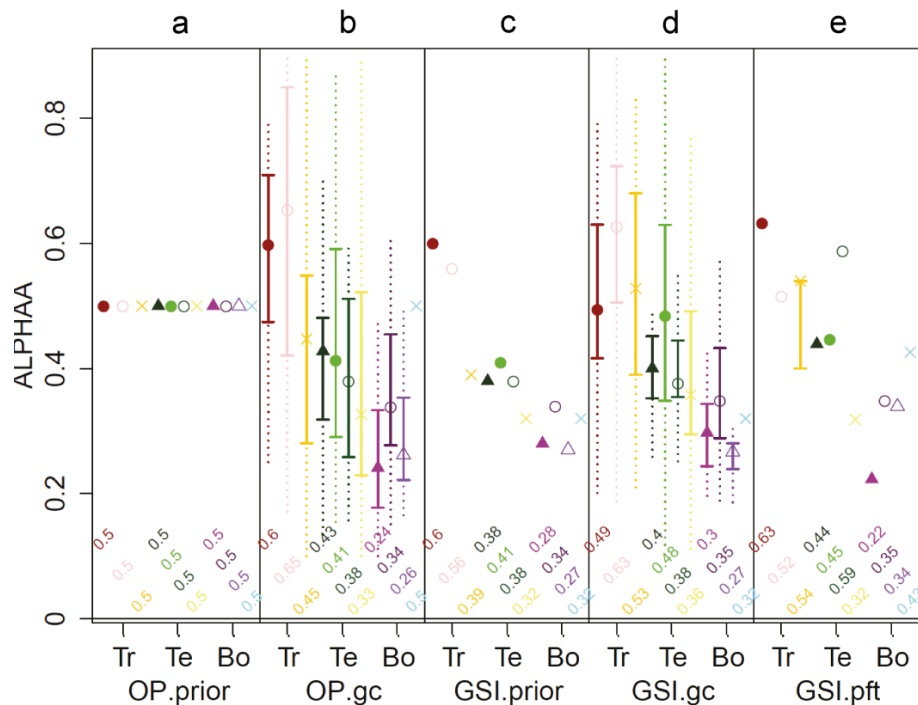 a b c d e
ALPHAA
0.8
0.6
0.4
0.2
0
0.5 0.5 0.5 0.6 0.43 0.24 0.6 0.38 0.28 0.49 0.4 0.3 0.63 0.44 0.22
0.5 0.5 0.5 0.65 0.41 0.34 0.56 0.41 0.34 0.63 0.48 0.35 0.52 0.45 0.35
0.5 0.5 0.38 0.26 0.38 0.27 0.38 0.27 0.59 0.34
0.5 0.5 0.5 0.45 0.33 0.5 0.39 0.32 0.32 0.53 0.36 0.32 0.54 0.32 0.43
Tr Te Bo Tr Te Bo Tr Te Bo Tr Te Bo Tr Te Bo
OP.prior OP.gc GSI.prior GSI.gc GSI.pft